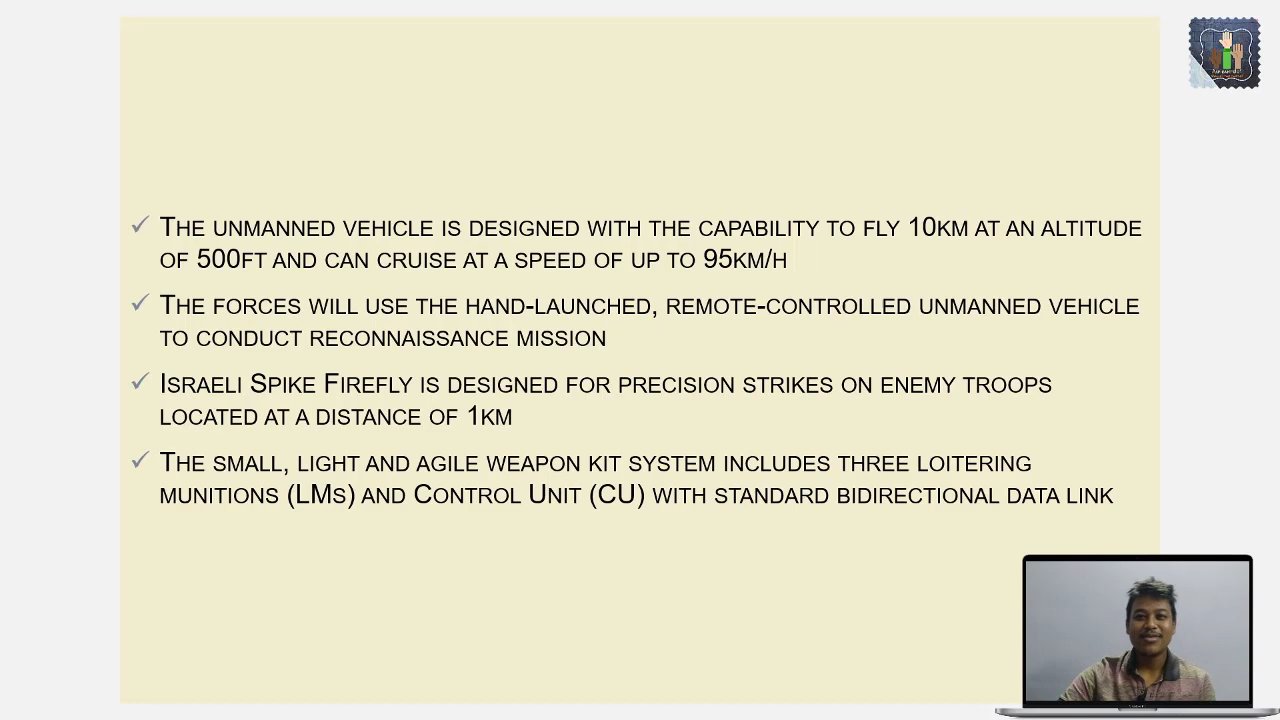 The unmanned vehicle is designed with the capability to fly 10km at an altitude
of 500ft and can cruise at a speed of up to 95km/h
The forces will use the hand-launched, remote-controlled unmanned vehicle
to conduct reconnaissance mission
Israeli Spike Firefly is designed for precision strikes on enemy troops
located at a distance of 1km
The small, light and agile weapon kit system includes three loitering
munitions (LMs) and Control Unit (CU) with standard bidirectional data link